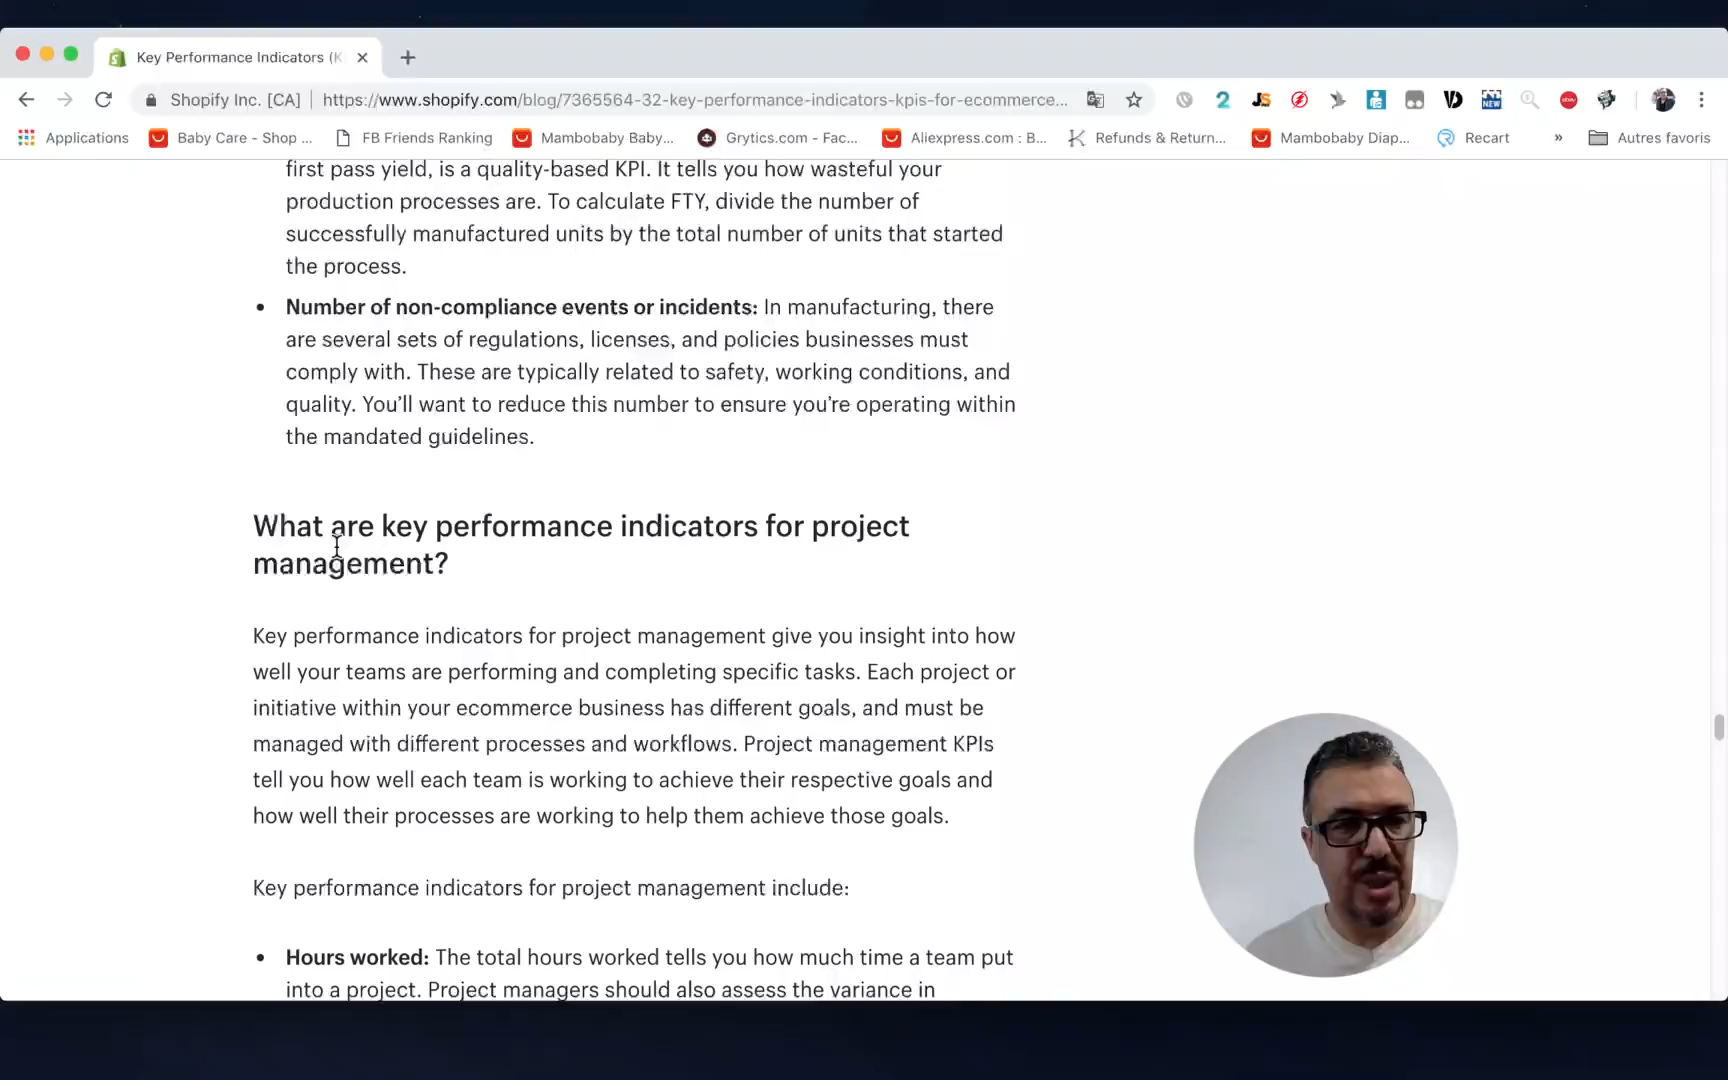 Key Performance Indicators (K
Shopify Inc. [CA] | https://www.shopify.com/blog/7365564-32-key-performance-indicators-kpis-for-ecommerce...
Applications Baby Care - Shop ... FB Friends Ranking Mambobaby Baby... Grytics.com - Fac... Aliexpress.com : B... Refunds & Return... Mambobaby Diap... Recart » Autres favoris
first pass yield, is a quality-based KPI. It tells you how wasteful your
production processes are. To calculate FTY, divide the number of
successfully manufactured units by the total number of units that started
the process.
• Number of non-compliance events or incidents: In manufacturing, there
are several sets of regulations, licenses, and policies businesses must
comply with. These are typically related to safety, working conditions, and
quality. You’ll want to reduce this number to ensure you’re operating within
the mandated guidelines.
What are key performance indicators for project
management?
Key performance indicators for project management give you insight into how
well your teams are performing and completing specific tasks. Each project or
initiative within your ecommerce business has different goals, and must be
managed with different processes and workflows. Project management KPIs
tell you how well each team is working to achieve their respective goals and
how well their processes are working to help them achieve those goals.
Key performance indicators for project management include:
• Hours worked: The total hours worked tells you how much time a team put
into a project. Project managers should also assess the variance in